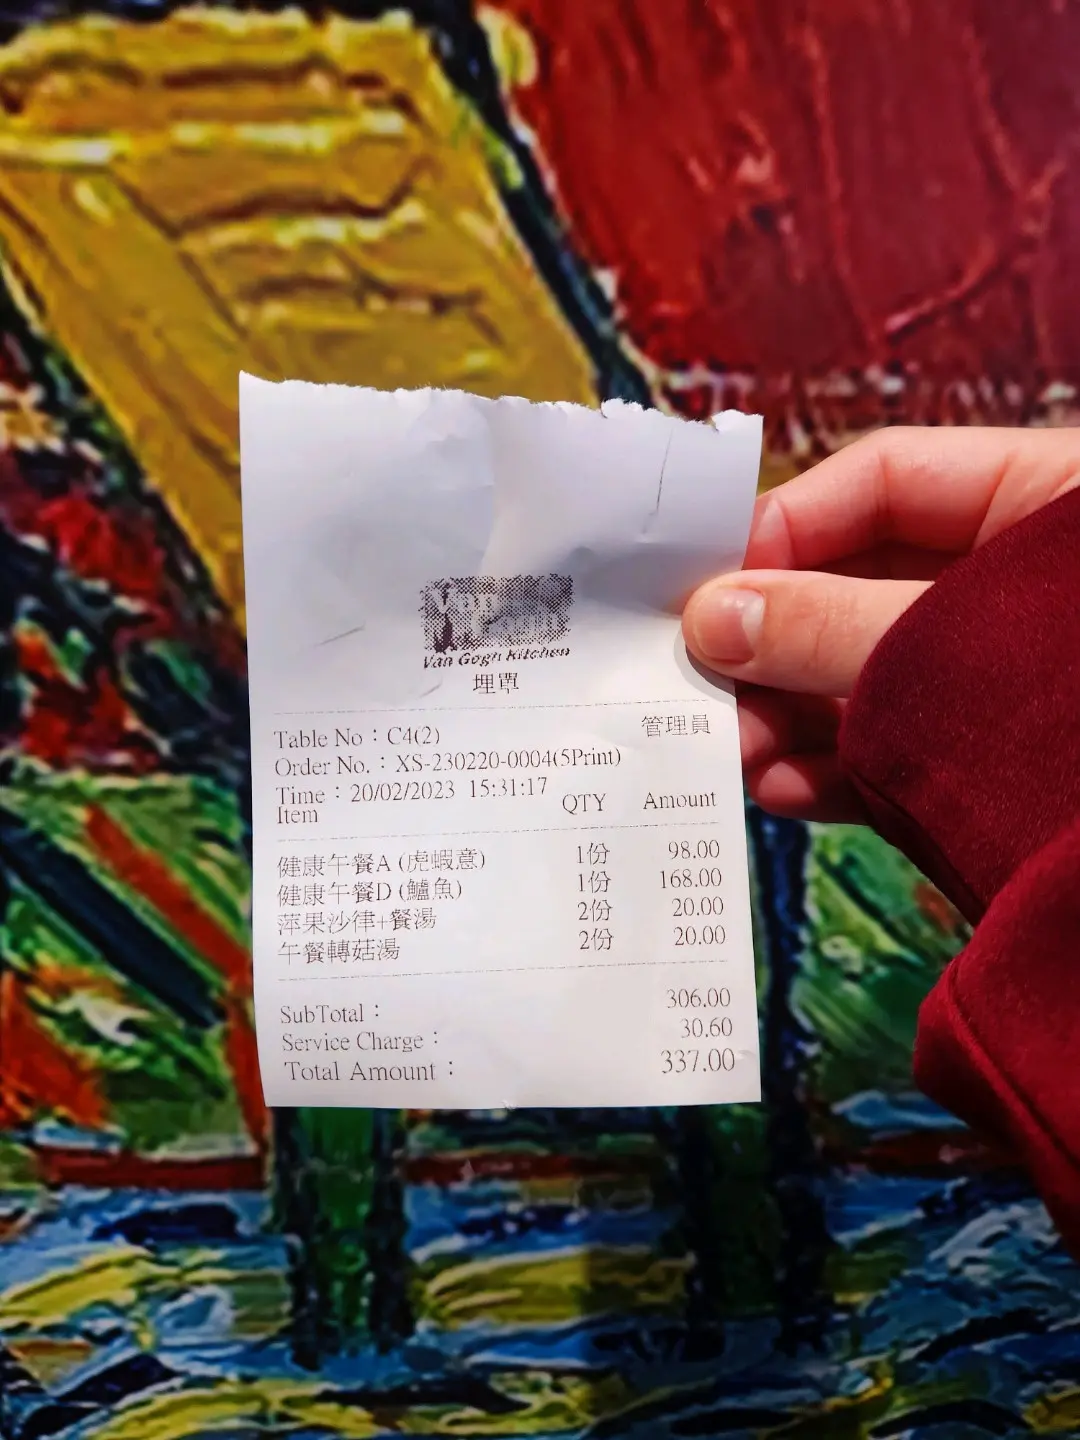 Van Gogh Kitchen
埋單
Table No：C4(2) 管理員
Order No.：XS-230220-0004(5Print)
Time：20/02/2023 15:31:17
Item QTY Amount
健康午餐A (虎蝦意) 1份 98.00
健康午餐D (鱸魚) 1份 168.00
萍果沙律+餐湯 2份 20.00
午餐轉菇湯 2份 20.00
SubTotal： 306.00
Service Charge： 30.60
Total Amount： 337.00